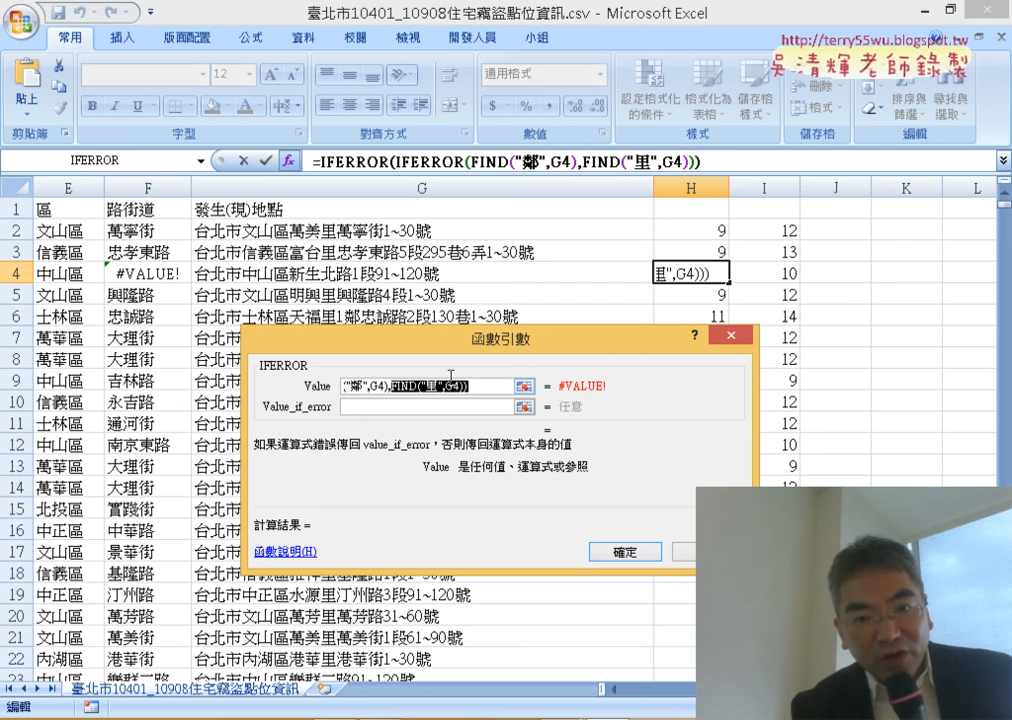 臺北市10401_10908住宅竊盜點位資訊.csv - Microsoft Excel
常用 插入 版面配置 公式 資料 校閱 檢視 開發人員 小組
http://terry55wu.blogspot.tw
吳清輝老師錄製
貼上 12 通用格式 設定格式化的條件 格式化為表格 儲存格樣式 刪除 格式 排序與篩選 尋找與選取
剪貼簿 字型 對齊方式 數值 樣式 儲存格 編輯
IFERROR =IFERROR(IFERROR(FIND("鄰",G4),FIND("里",G4)))
E F G H I J K L
1 區 路街道 發生(現)地點
2 文山區 萬寧街 台北市文山區萬美里萬寧街1~30號 9 12
3 信義區 忠孝東路 台北市信義區富台里忠孝東路5段295巷6弄1~30號 9 13
4 中山區 #VALUE! 台北市中山區新生北路1段91~120號 里",G4))) 10
5 文山區 興隆路 台北市文山區明興里興隆路4段1~30號 9 12
6 士林區 忠誠路 台北市士林區天福里1鄰忠誠路2段130巷1~30號 11 14
7 萬華區 大理街 台北市 12
8 萬華區 大理街 台北市 12
9 中山區 吉林路 台北市 9
10 信義區 永吉路 台北市 12
11 士林區 通河街 台北市 12
12 中山區 南京東路 台北市 10
13 萬華區 大理街 台北市 9
14 萬華區 大理街 台北市
15 北投區 實踐街 台北市
16 中正區 中華路 台北市
17 文山區 景華街 台北市
18 信義區 基隆路 台北市
19 中正區 汀州路 台北市中正區水源里汀州路3段91~120號
20 文山區 萬芳路 台北市文山區萬芳里萬芳路31~60號
21 文山區 萬美街 台北市文山區萬美里萬美街1段61~90號
22 內湖區 港華街 台北市內湖區港華里港華街1~30號
函數引數
IFERROR
Value ("鄰",G4),FIND("里",G4)) = #VALUE!
Value_if_error = 任意
=
如果運算式錯誤傳回 value_if_error，否則傳回運算式本身的值
Value 是任何值、運算式或參照
計算結果 =
函數說明(H)
確定
臺北市10401_10908住宅竊盜點位資訊
編輯